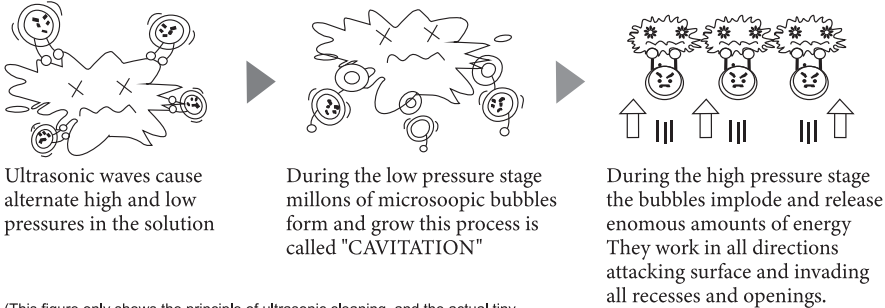 Ultrasonic waves cause
alternate high and low
pressures in the solution
During the low pressure stage
millons of microsoopic bubbles
form and grow this process is
called "CAVITATION"
During the high pressure stage
the bubbles implode and release
enomous amounts of energy
They work in all directions
attacking surface and invading
all recesses and openings.
(This figure only shows the principle of ultrasonic cleaning, and the actual tiny